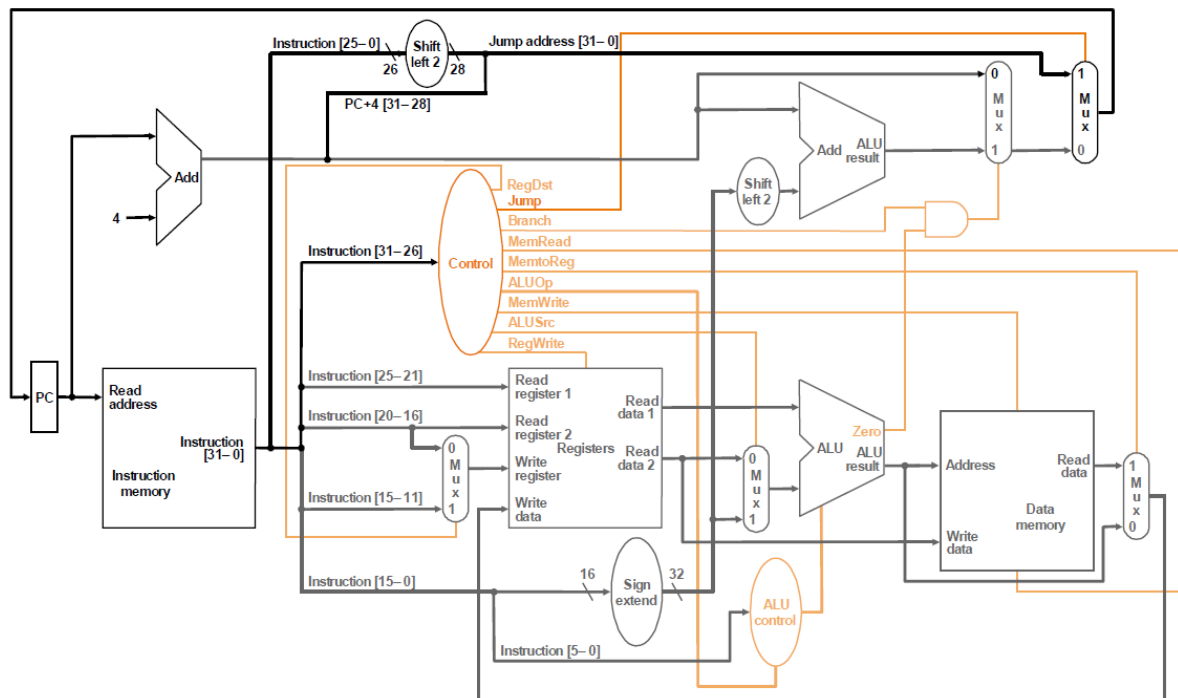 Instruction [25–0]
Shift
left 2
26
28
Jump address [31–0]
PC+4 [31–28]
0
M
u
x
1
1
M
u
x
0
Add
4
Add
ALU
result
Shift
left 2
RegDst
Jump
Branch
MemRead
MemtoReg
ALUOp
MemWrite
ALUSrc
RegWrite
Instruction [31–26]
Control
PC
Read
address
Instruction
[31–0]
Instruction
memory
Instruction [25–21]
Instruction [20–16]
Instruction [15–11]
0
M
u
x
1
Read
register 1
Read
register 2
Write
register
Write
data
Registers
Read
data 1
Read
data 2
0
M
u
x
1
Zero
ALU
ALU
result
Address
Write
data
Read
data
Data
memory
1
M
u
x
0
Instruction [15–0]
16
Sign
extend
32
Instruction [5–0]
ALU
control